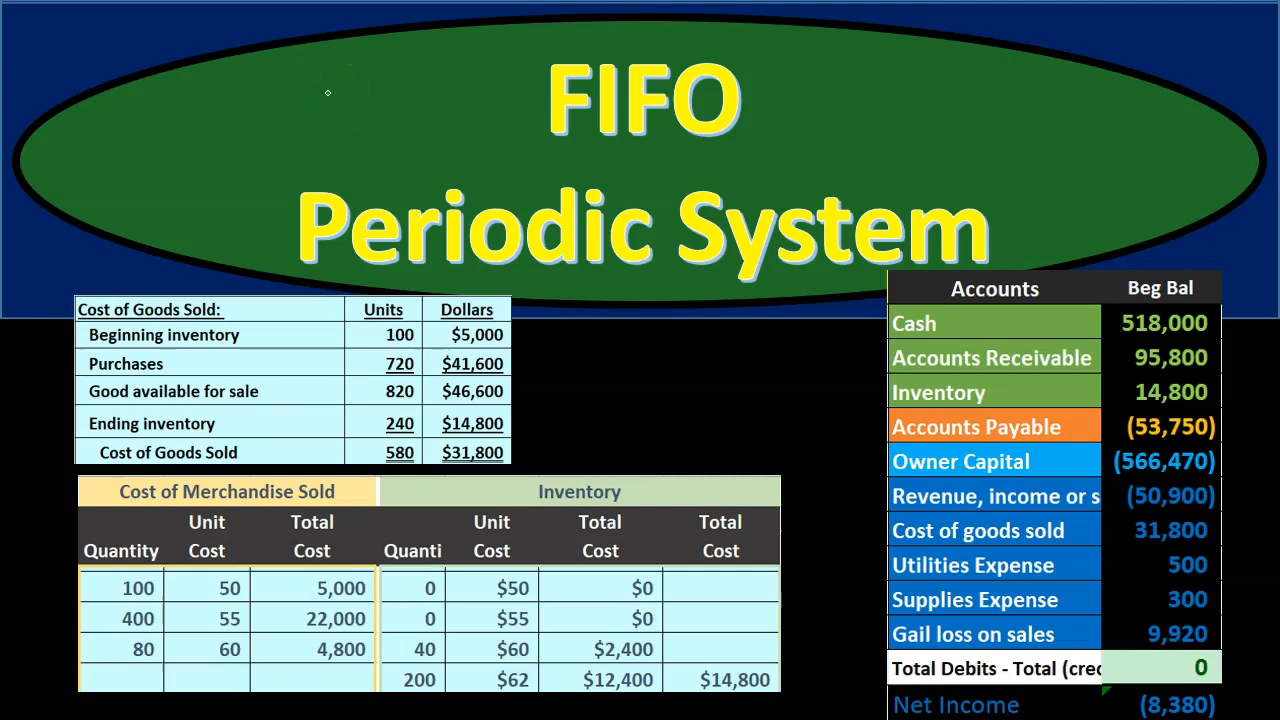 FIFO
Periodic System
Cost of Goods Sold: Units Dollars
Beginning inventory 100 $5,000
Purchases 720 $41,600
Good available for sale 820 $46,600
Ending inventory 240 $14,800
Cost of Goods Sold 580 $31,800
Cost of Merchandise Sold Inventory
Unit Total Unit Total Total
Quantity Cost Cost Quanti Cost Cost Cost
100 50 5,000 0 $50 $0
400 55 22,000 0 $55 $0
80 60 4,800 40 $60 $2,400
200 $62 $12,400 $14,800
Accounts Beg Bal
Cash 518,000
Accounts Receivable 95,800
Inventory 14,800
Accounts Payable (53,750)
Owner Capital (566,470)
Revenue, income or s (50,900)
Cost of goods sold 31,800
Utilities Expense 500
Supplies Expense 300
Gail loss on sales 9,920
Total Debits - Total (crec 0
Net Income (8,380)